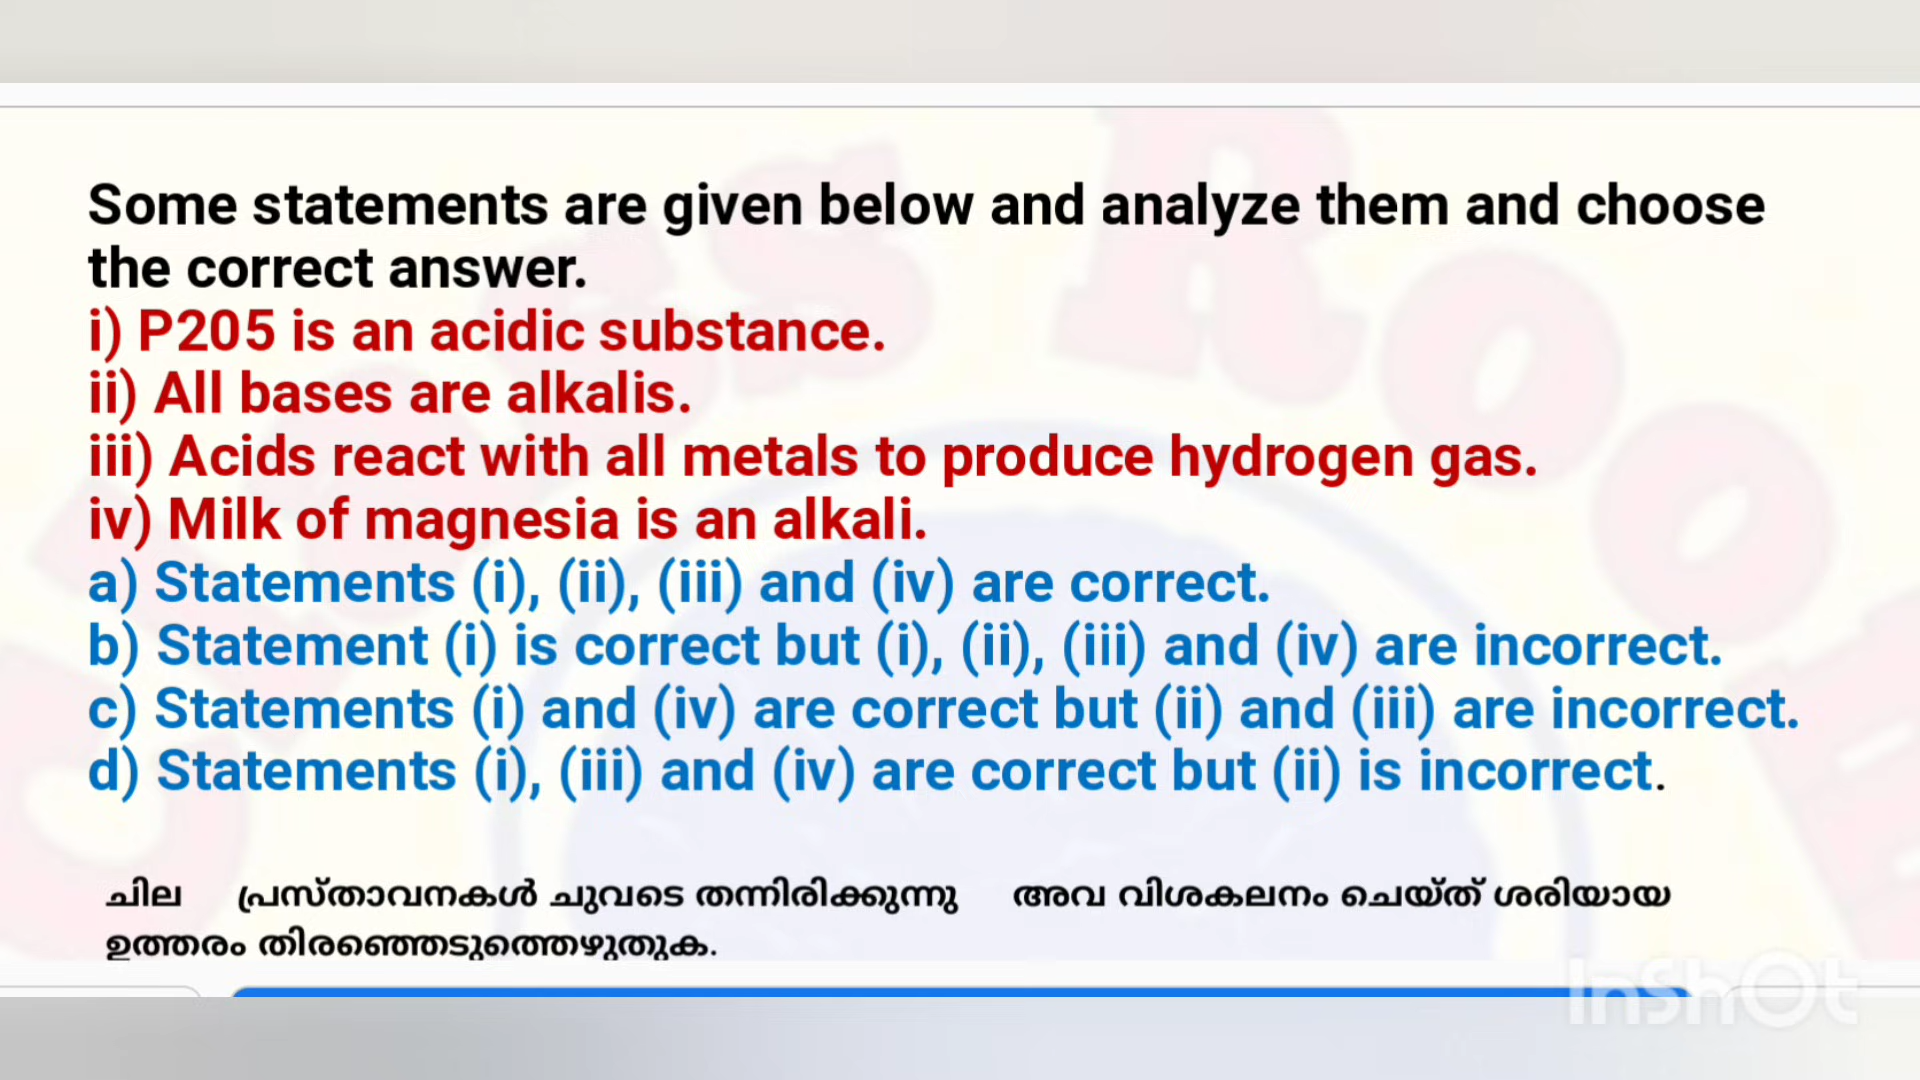 Some statements are given below and analyze them and choose
the correct answer.
i) P205 is an acidic substance.
ii) All bases are alkalis.
iii) Acids react with all metals to produce hydrogen gas.
iv) Milk of magnesia is an alkali.
a) Statements (i), (ii), (iii) and (iv) are correct.
b) Statement (i) is correct but (i), (ii), (iii) and (iv) are incorrect.
c) Statements (i) and (iv) are correct but (ii) and (iii) are incorrect.
d) Statements (i), (iii) and (iv) are correct but (ii) is incorrect.
ചില പ്രസ്താവനകൾ ചുവടെ തന്നിരിക്കുന്നു അവ വിശകലനം ചെയ്ത് ശരിയായ
ഉത്തരം തിരഞ്ഞെടുത്തെഴുതുക.
InShOt